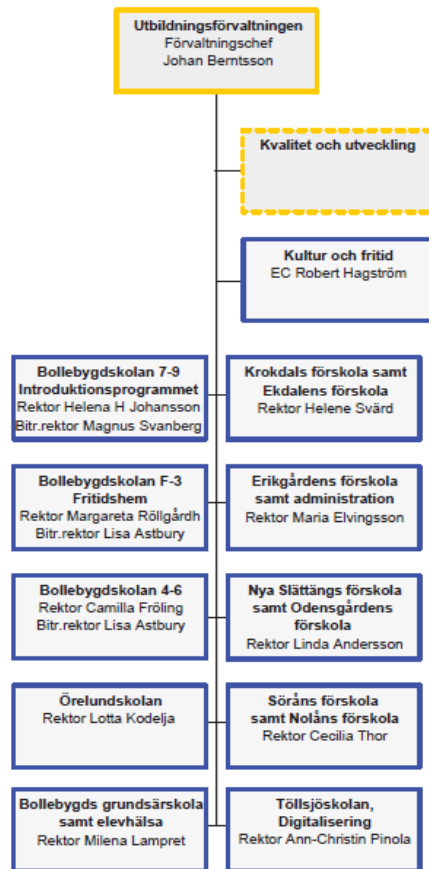 Utbildningsförvaltningen
Förvaltningschef
Johan Berntsson
Kvalitet och utveckling
Kultur och fritid
EC Robert Hagström
Bollebygdskolan 7-9
Introduktionsprogrammet
Rektor Helena H Johansson
Bitr.rektor Magnus Svanberg
Krokdals förskola samt
Ekdalens förskola
Rektor Helene Svärd
Bollebygdskolan F-3
Fritidshem
Rektor Margareta Röllgårdh
Bitr.rektor Lisa Astbury
Erikgårdens förskola
samt administration
Rektor Maria Elvingsson
Bollebygdskolan 4-6
Rektor Camilla Fröling
Bitr.rektor Lisa Astbury
Nya Slättängs förskola
samt Odensgårdens
förskola
Rektor Linda Andersson
Örelundskolan
Rektor Lotta Kodelja
Söråns förskola
samt Nolåns förskola
Rektor Cecilia Thor
Bollebygds grundsärskola
samt elevhälsa
Rektor Milena Lampret
Töllsjöskolan,
Digitalisering
Rektor Ann-Christin Pinola